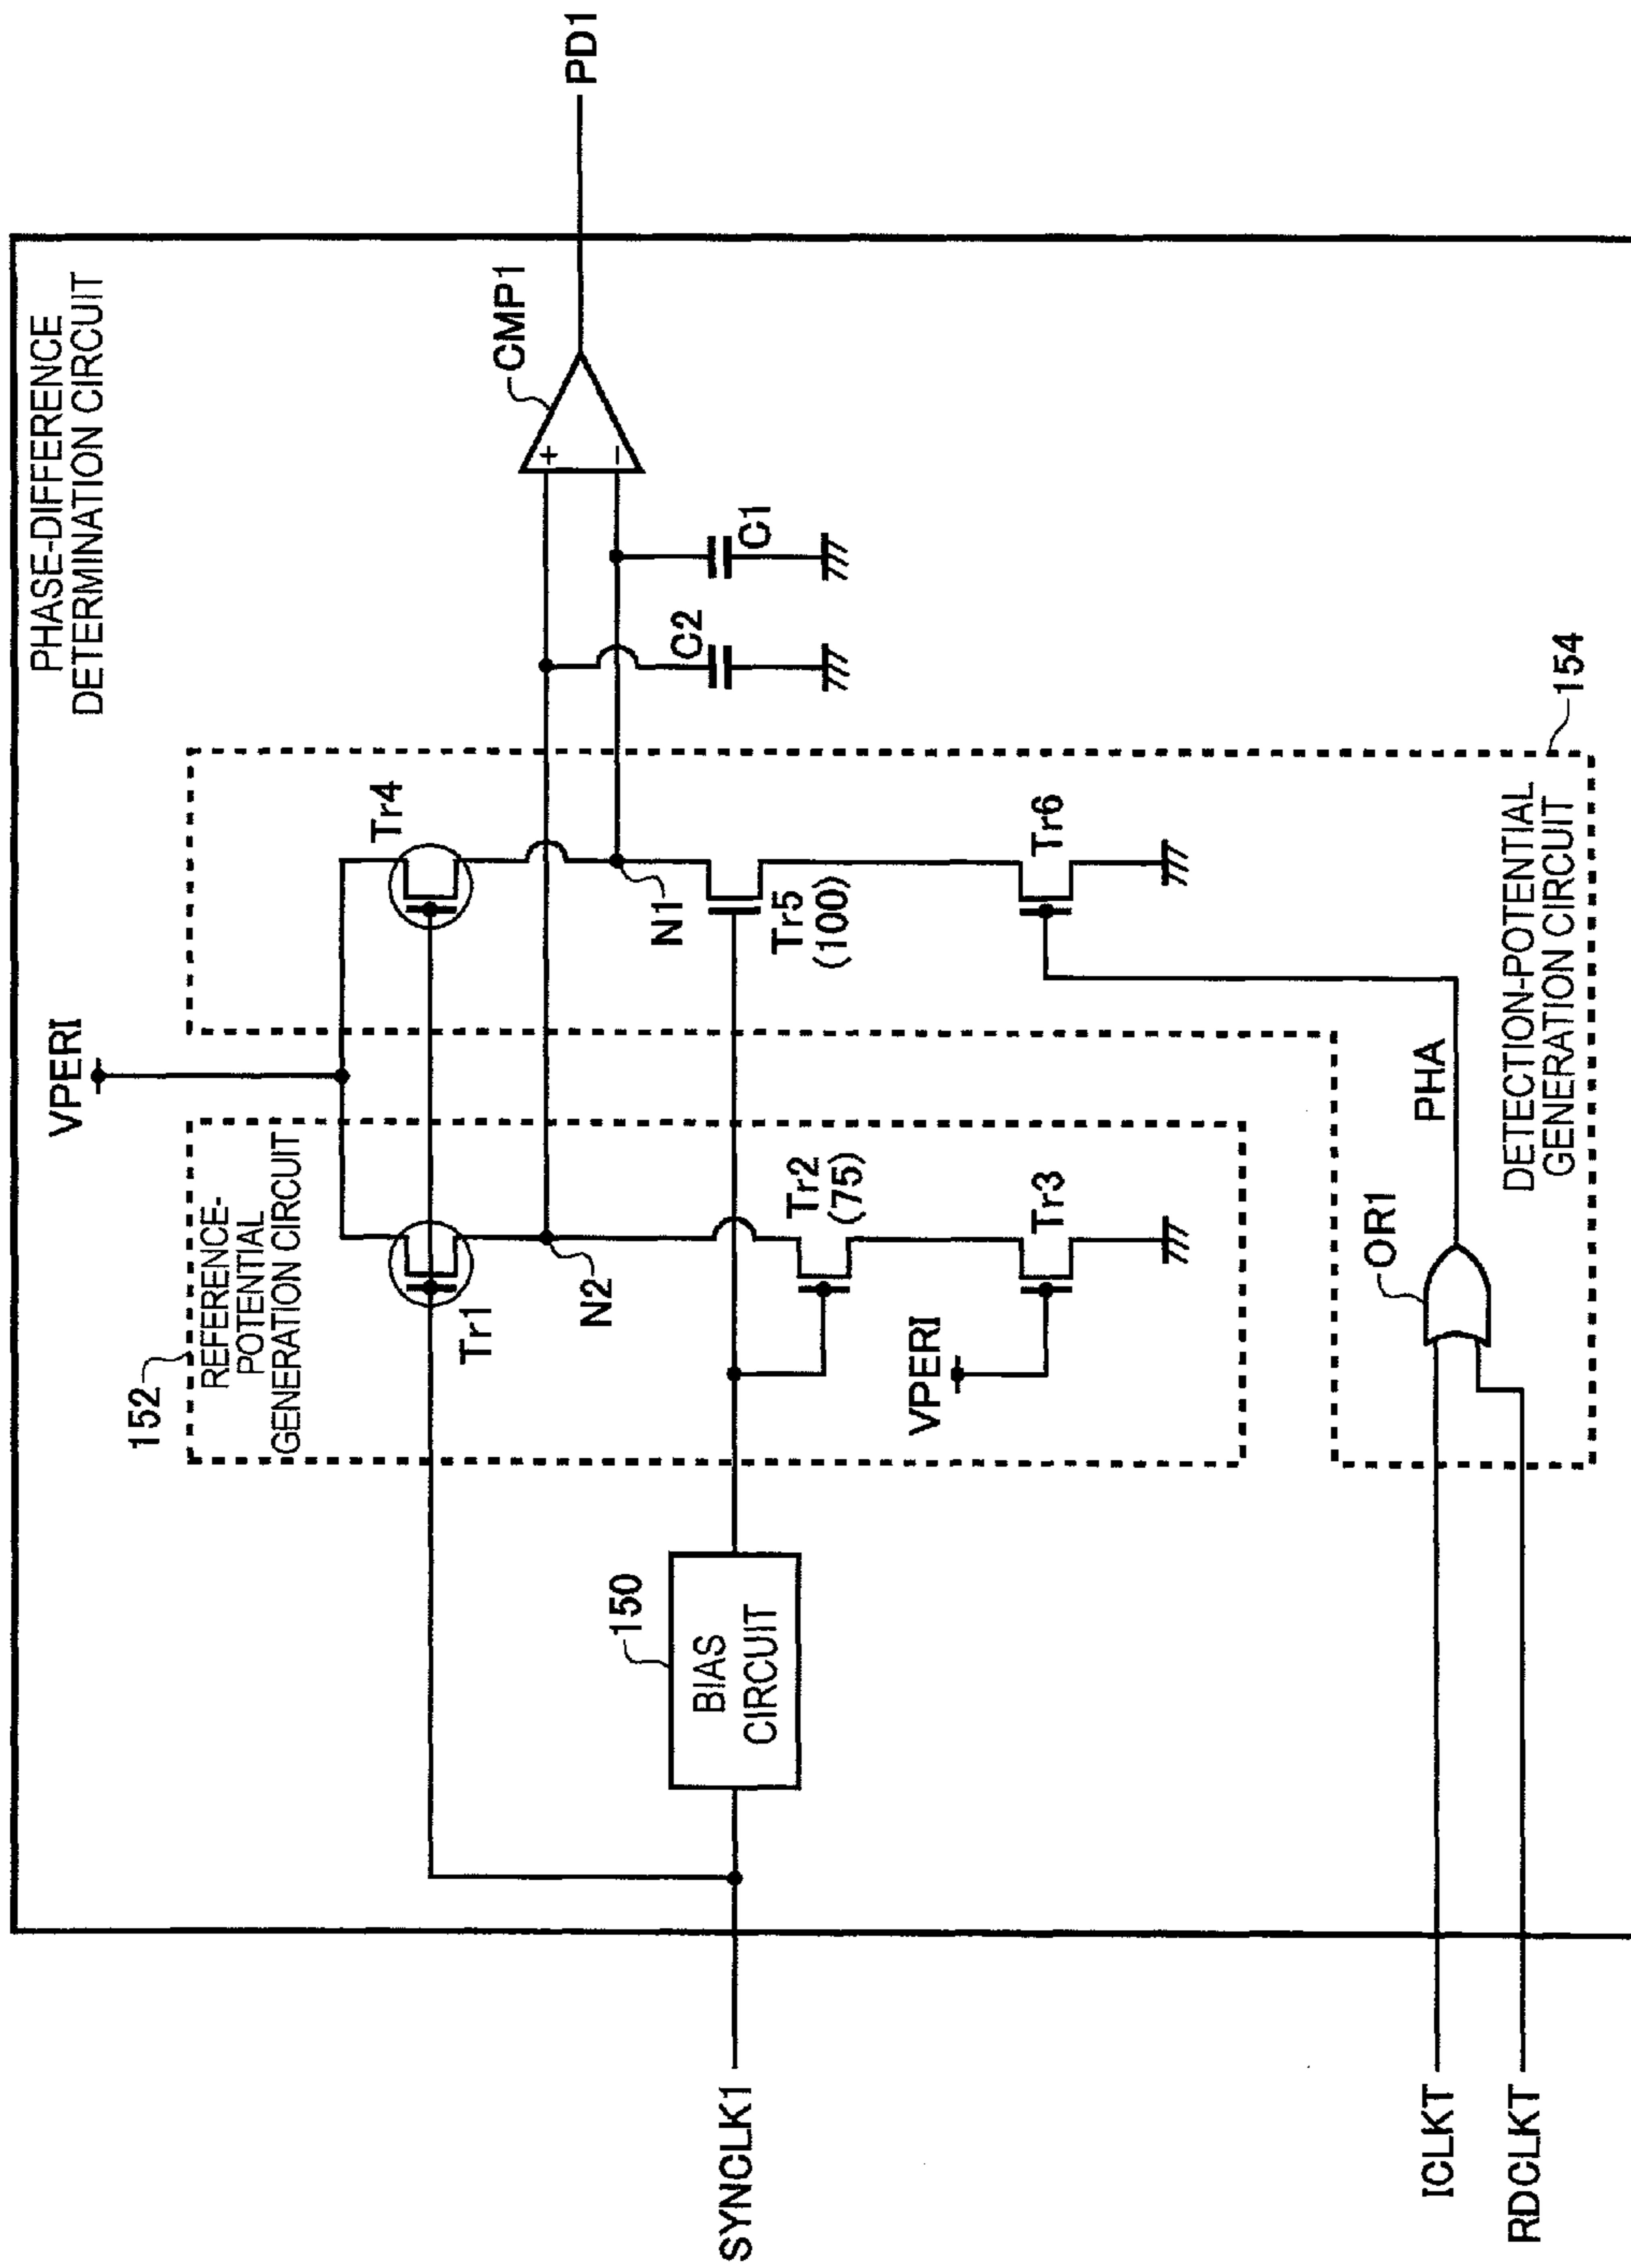 PHASE-DIFFERENCE
DETERMINATION CIRCUIT
VPERI
152
REFERENCE-
POTENTIAL
GENERATION CIRCUIT
Tr1
Tr4
CMP1
PD1
+
−
N2
N1
C2
C1
150
BIAS
CIRCUIT
SYNCLK1
Tr2
(75)
Tr5
(100)
VPERI
Tr3
Tr6
154
OR1
PHA
DETECTION-POTENTIAL
GENERATION CIRCUIT
ICLKT
RDCLKT